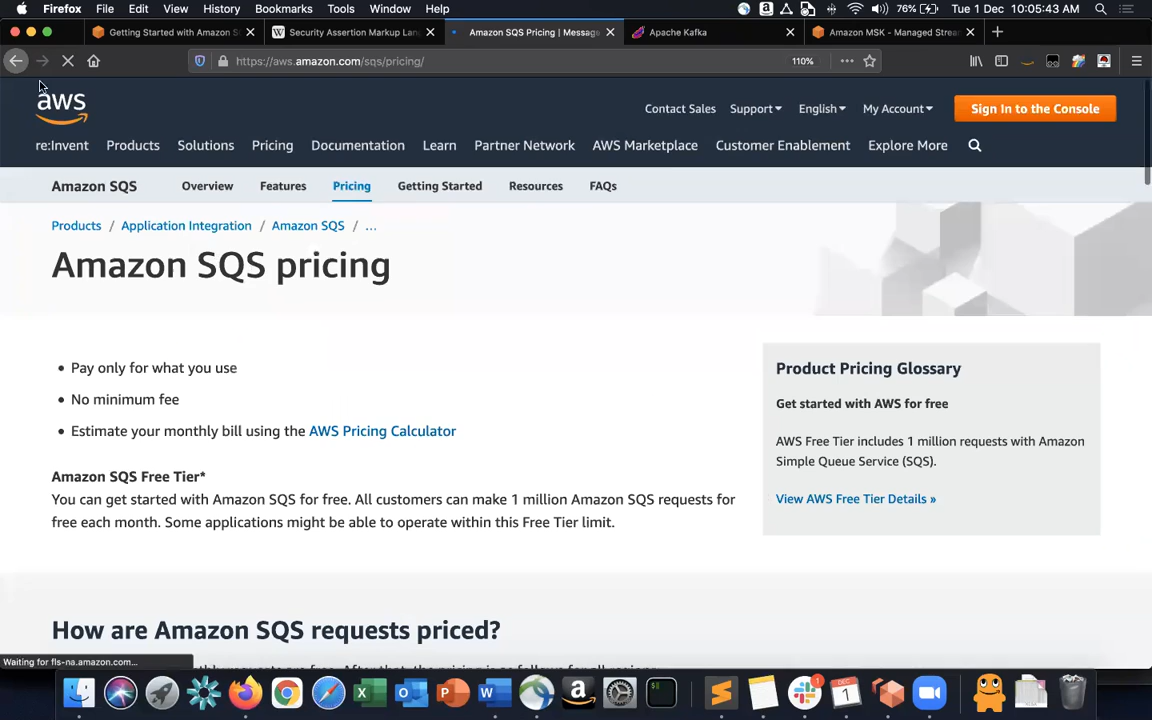 Firefox File Edit View History Bookmarks Tools Window Help 76% Tue 1 Dec 10:05:43 AM
Getting Started with Amazon S
Security Assertion Markup Lan
Amazon SQS Pricing | Message
Apache Kafka
Amazon MSK - Managed Strea
https://aws.amazon.com/sqs/pricing/ 110%
aws
Contact Sales Support English My Account Sign In to the Console
re:Invent Products Solutions Pricing Documentation Learn Partner Network AWS Marketplace Customer Enablement Explore More
Amazon SQS Overview Features Pricing Getting Started Resources FAQs
Products / Application Integration / Amazon SQS / ...
Amazon SQS pricing
• Pay only for what you use
• No minimum fee
• Estimate your monthly bill using the AWS Pricing Calculator
Amazon SQS Free Tier*
You can get started with Amazon SQS for free. All customers can make 1 million Amazon SQS requests for
free each month. Some applications might be able to operate within this Free Tier limit.
Product Pricing Glossary
Get started with AWS for free
AWS Free Tier includes 1 million requests with Amazon
Simple Queue Service (SQS).
View AWS Free Tier Details »
How are Amazon SQS requests priced?
Waiting for fls-na.amazon.com...